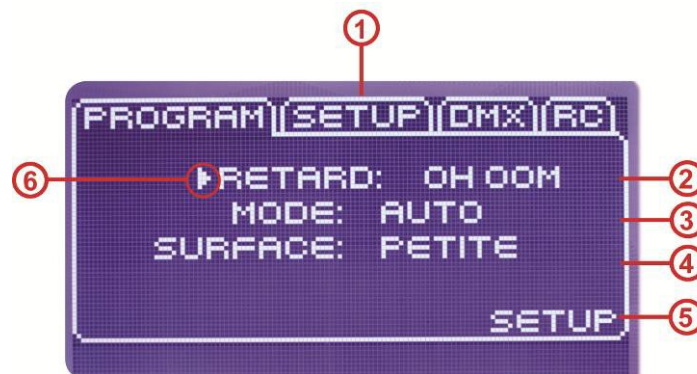 1
PROGRAM SETUP DMX RC
6 RETARD: 0H 00M 2
MODE: AUTO 3
SURFACE: PETITE 4
SETUP 5